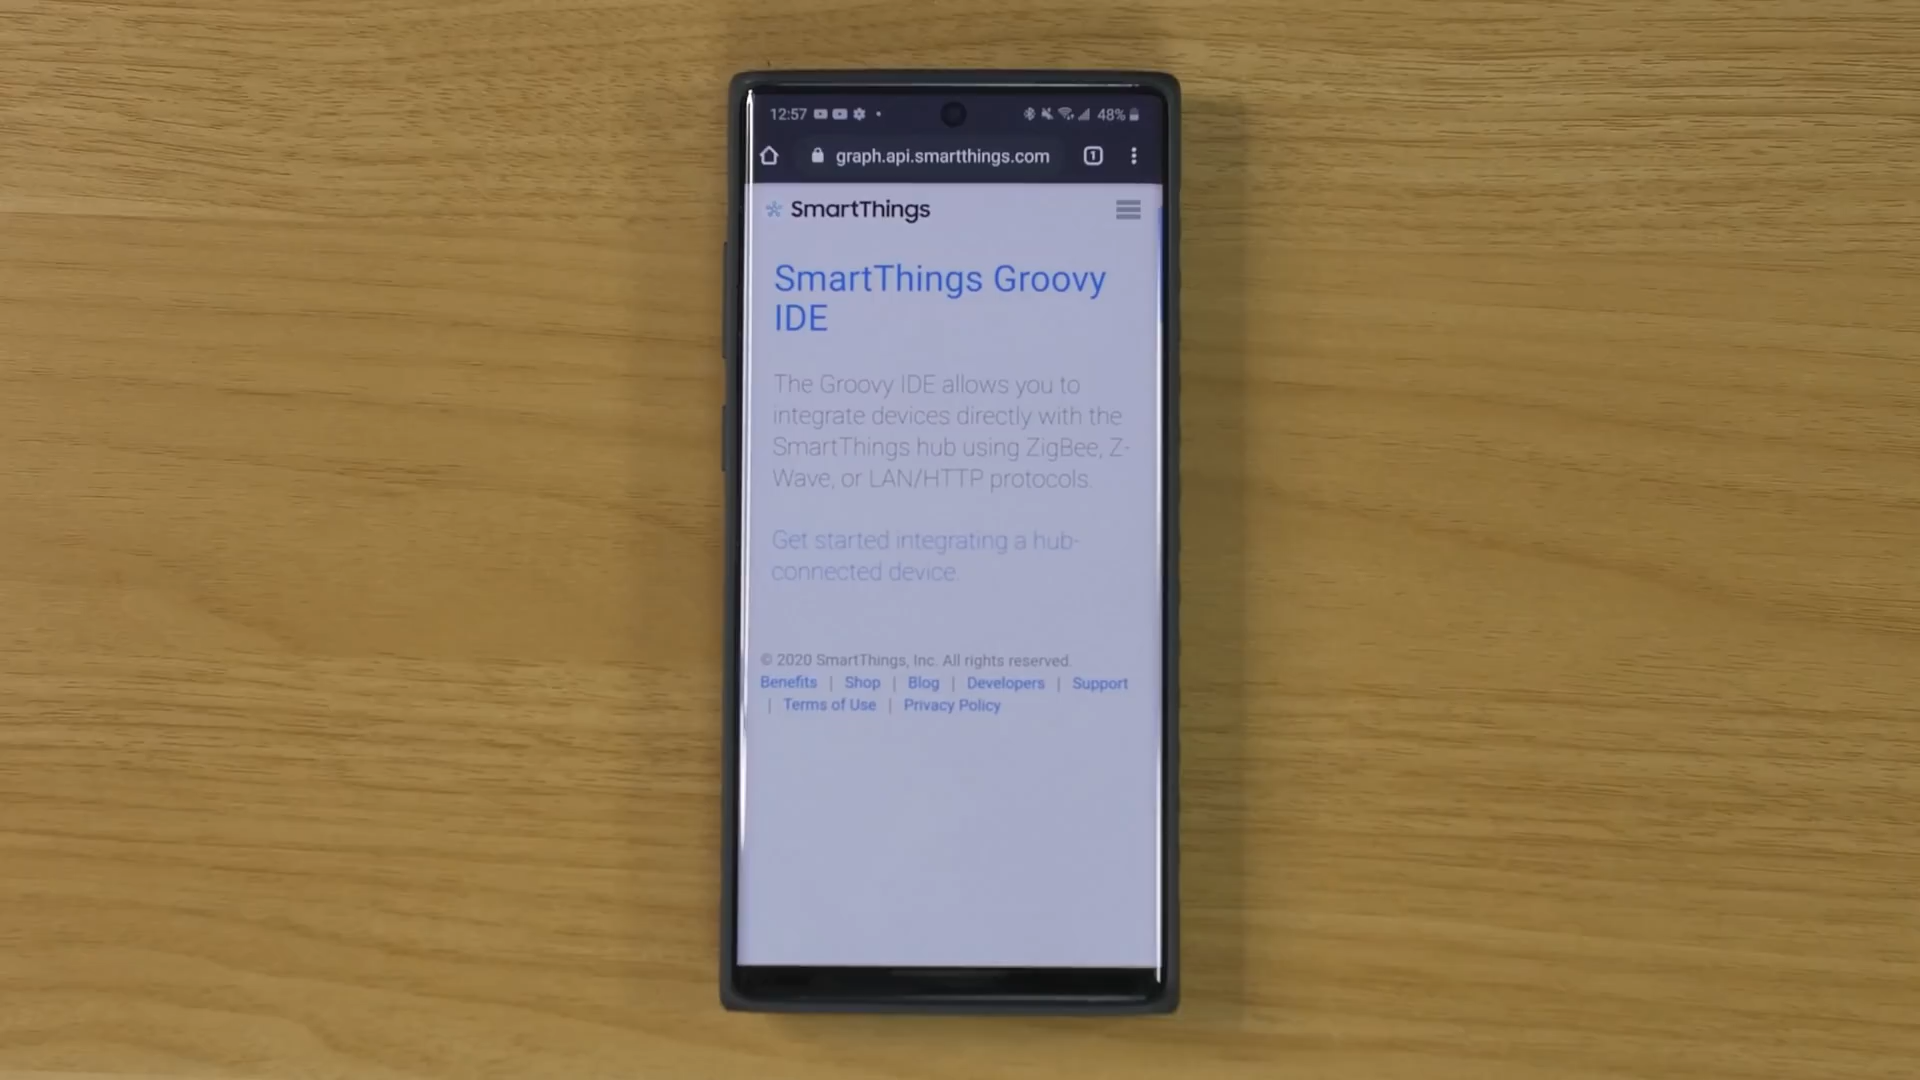 12:57 48%
graph.api.smartthings.com 1
SmartThings
SmartThings Groovy
IDE
The Groovy IDE allows you to
integrate devices directly with the
SmartThings hub using ZigBee, Z-
Wave, or LAN/HTTP protocols.
Get started integrating a hub-
connected device.
© 2020 SmartThings, Inc. All rights reserved.
Benefits | Shop | Blog | Developers | Support
| Terms of Use | Privacy Policy